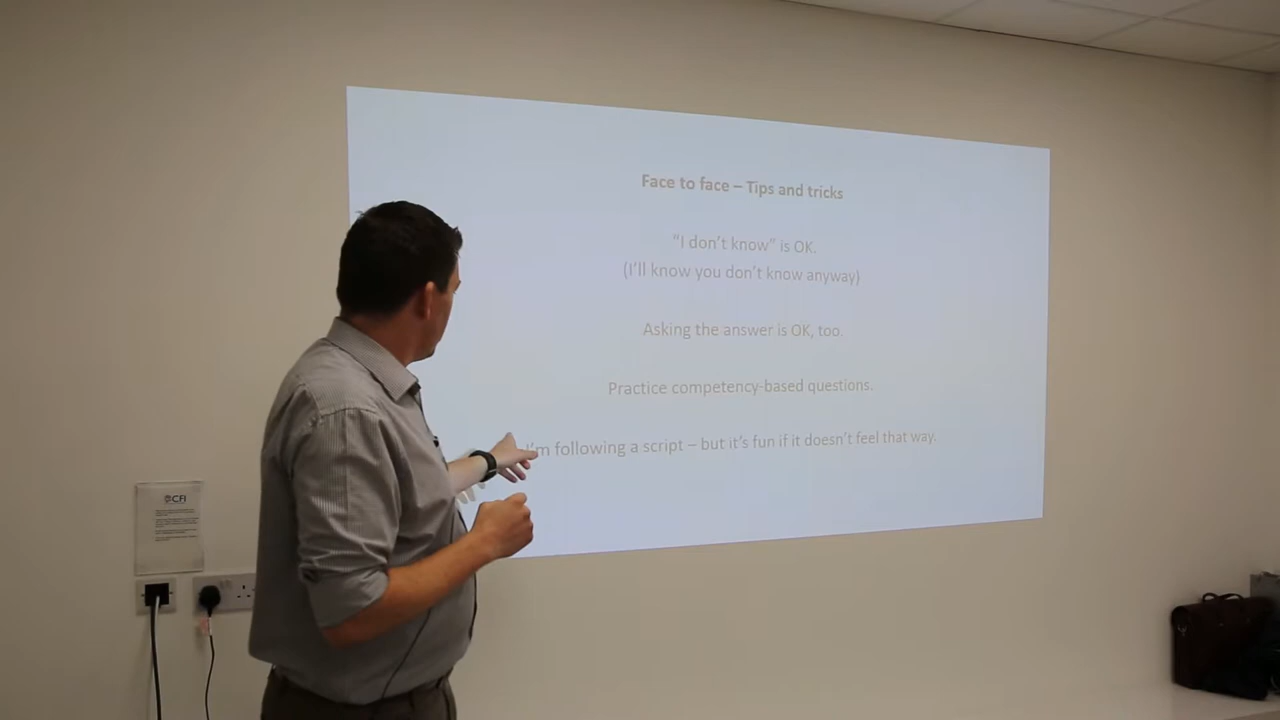 Face to face – Tips and tricks
“I don’t know” is OK.
(I’ll know you don’t know anyway)
Asking the answer is OK, too.
Practice competency-based questions.
I’m following a script – but it’s fun if it doesn’t feel that way.
CFI